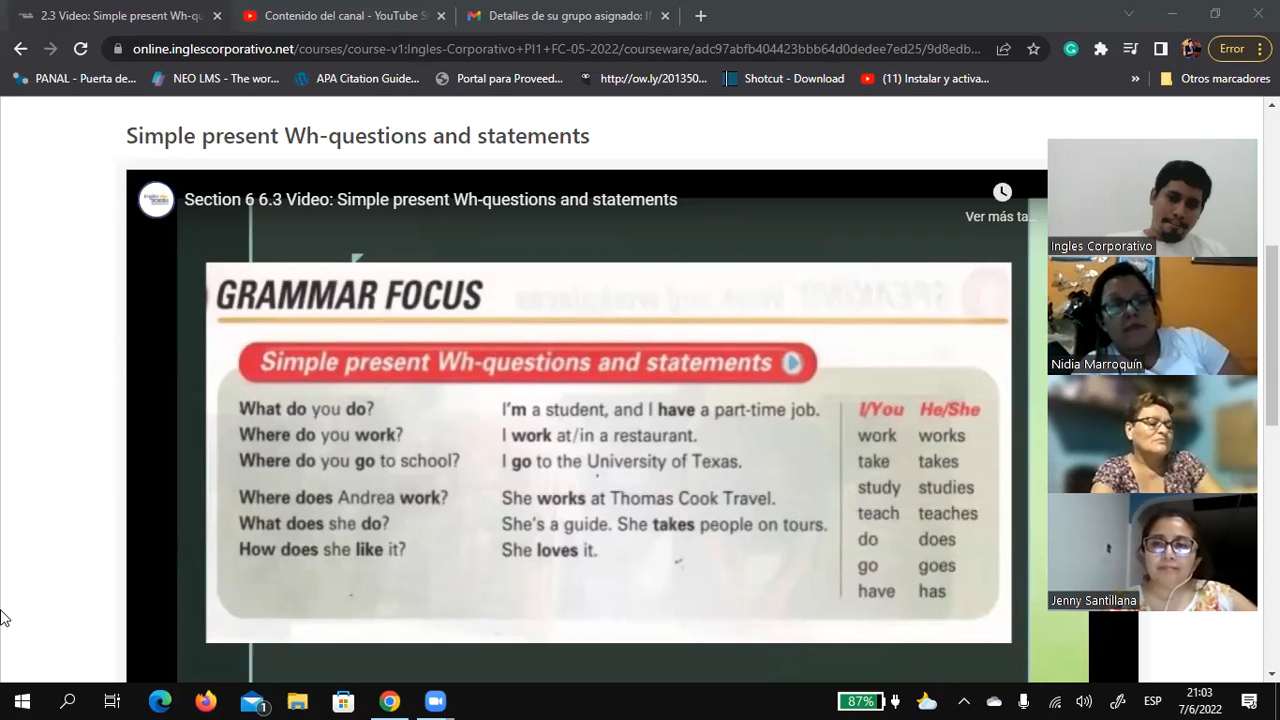 2.3 Video: Simple present Wh-qu
Contenido del canal - YouTube S
Detalles de su grupo asignado: I
online.inglescorporativo.net/courses/course-v1:Ingles-Corporativo+PI1+FC-05-2022/courseware/adc97abfb404423bbb64d0dedee7ed25/9d8edb...
Error
PANAL - Puerta de...
NEO LMS - The wor...
APA Citation Guide...
Portal para Proveed...
http://ow.ly/201350...
Shotcut - Download
(11) Instalar y activa...
»
Otros marcadores
Simple present Wh-questions and statements
Section 6 6.3 Video: Simple present Wh-questions and statements
Ver más ta...
GRAMMAR FOCUS
Simple present Wh-questions and statements
What do you do? I'm a student, and I have a part-time job. I/You He/She
Where do you work? I work at/in a restaurant. work works
Where do you go to school? I go to the University of Texas. take takes
study studies
Where does Andrea work? She works at Thomas Cook Travel. teach teaches
What does she do? She's a guide. She takes people on tours. do does
How does she like it? She loves it. go goes
have has
Ingles Corporativo
Nidia Marroquín
Jenny Santillana
1
87%
ESP
21:03
7/6/2022